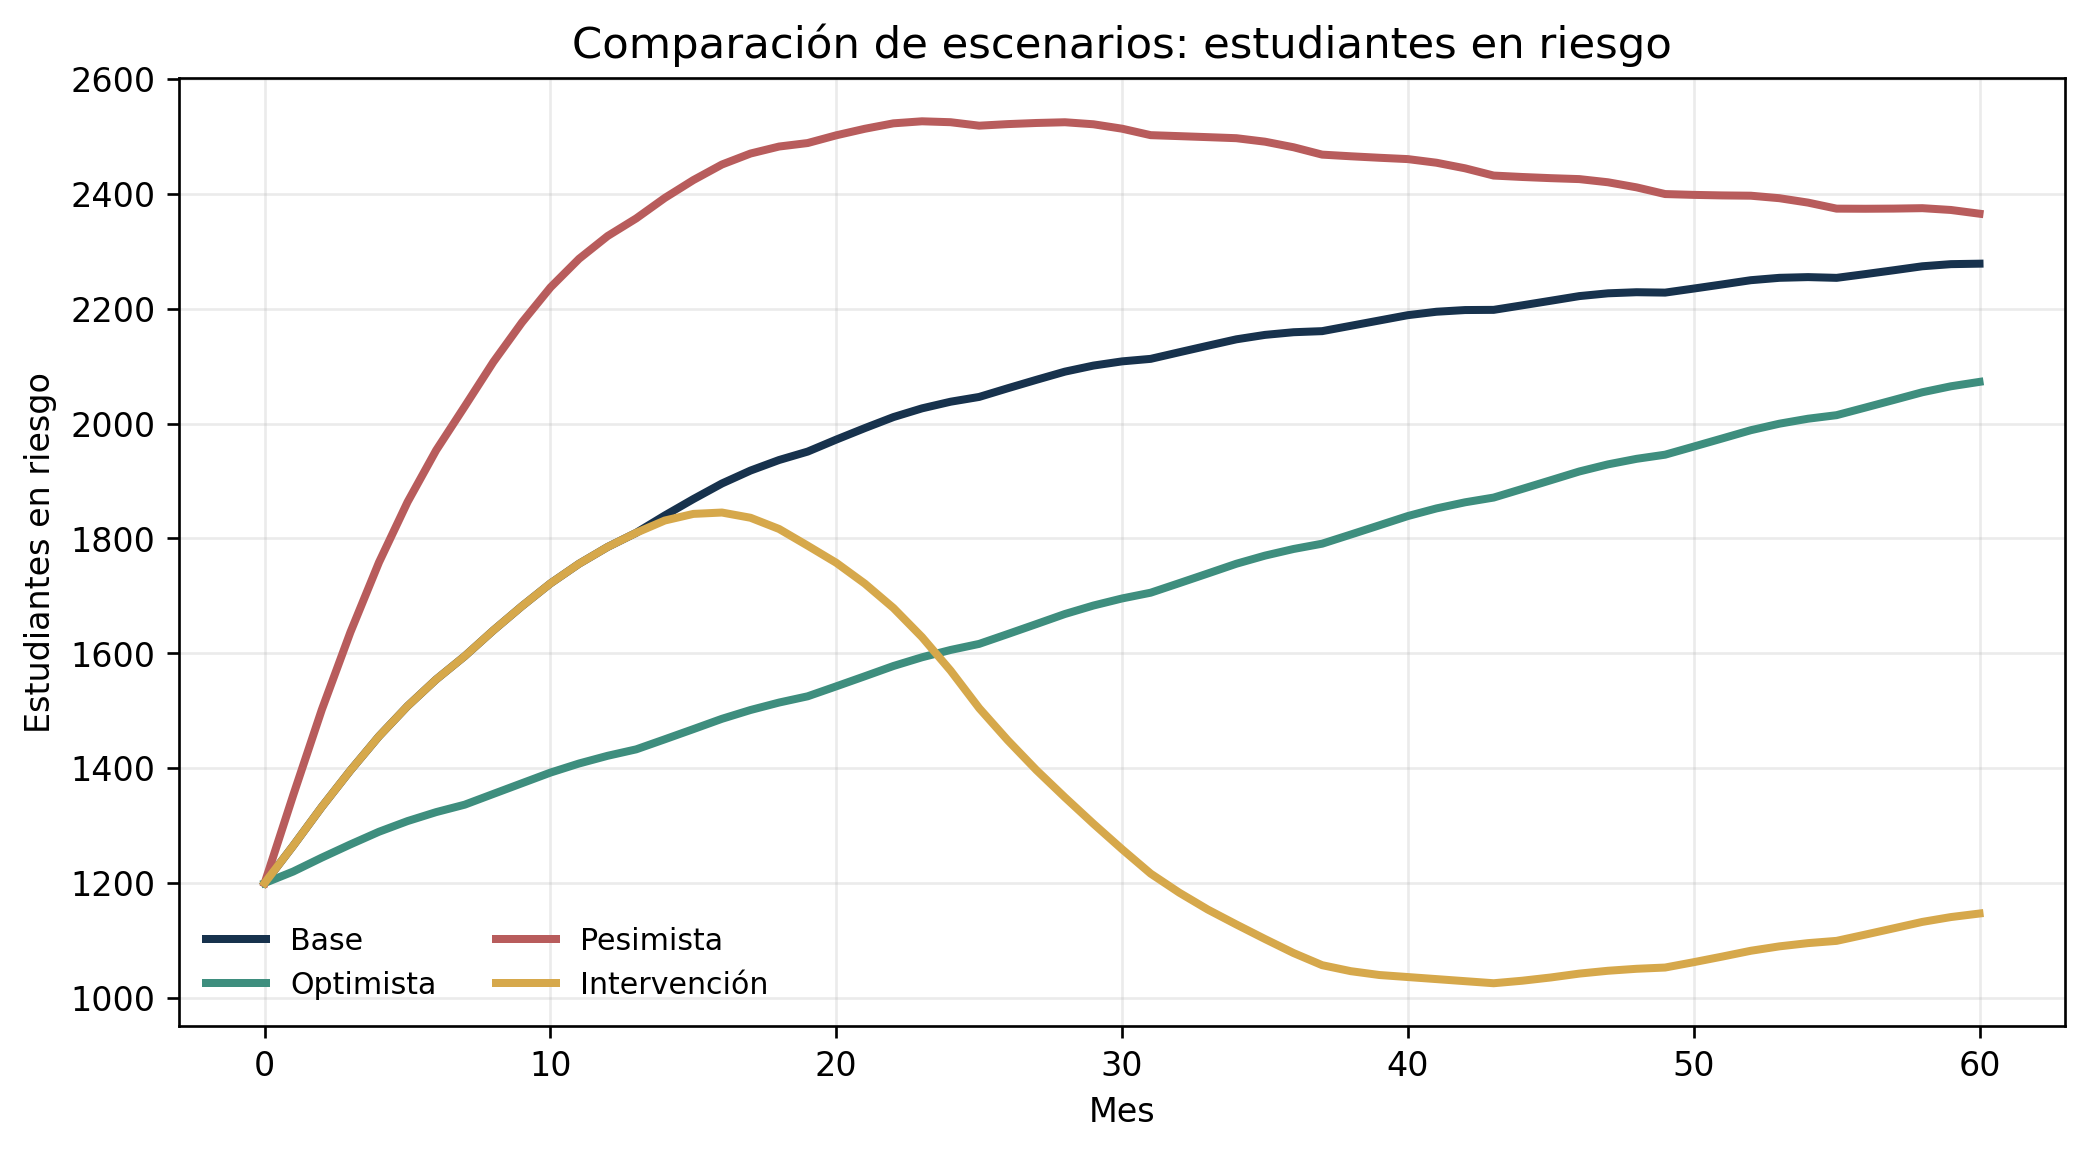 Comparación de escenarios: estudiantes en riesgo
Estudiantes en riesgo
2600
2400
2200
2000
1800
1600
1400
1200
1000
Base
Optimista
Pesimista
Intervención
0 10 20 30 40 50 60
Mes